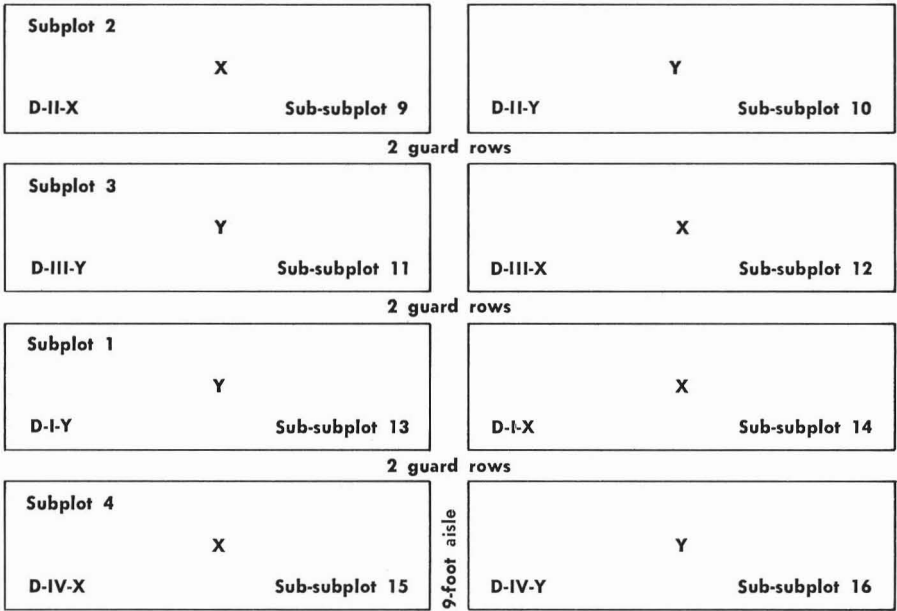 Subplot 2
X
Y
D-II-X Sub-subplot 9
D-II-Y Sub-subplot 10
2 guard rows
Subplot 3
Y
X
D-III-Y Sub-subplot 11
D-III-X Sub-subplot 12
2 guard rows
Subplot 1
Y
X
D-I-Y Sub-subplot 13
D-I-X Sub-subplot 14
2 guard rows
Subplot 4
X
Y
D-IV-X Sub-subplot 15
9-foot aisle
D-IV-Y Sub-subplot 16